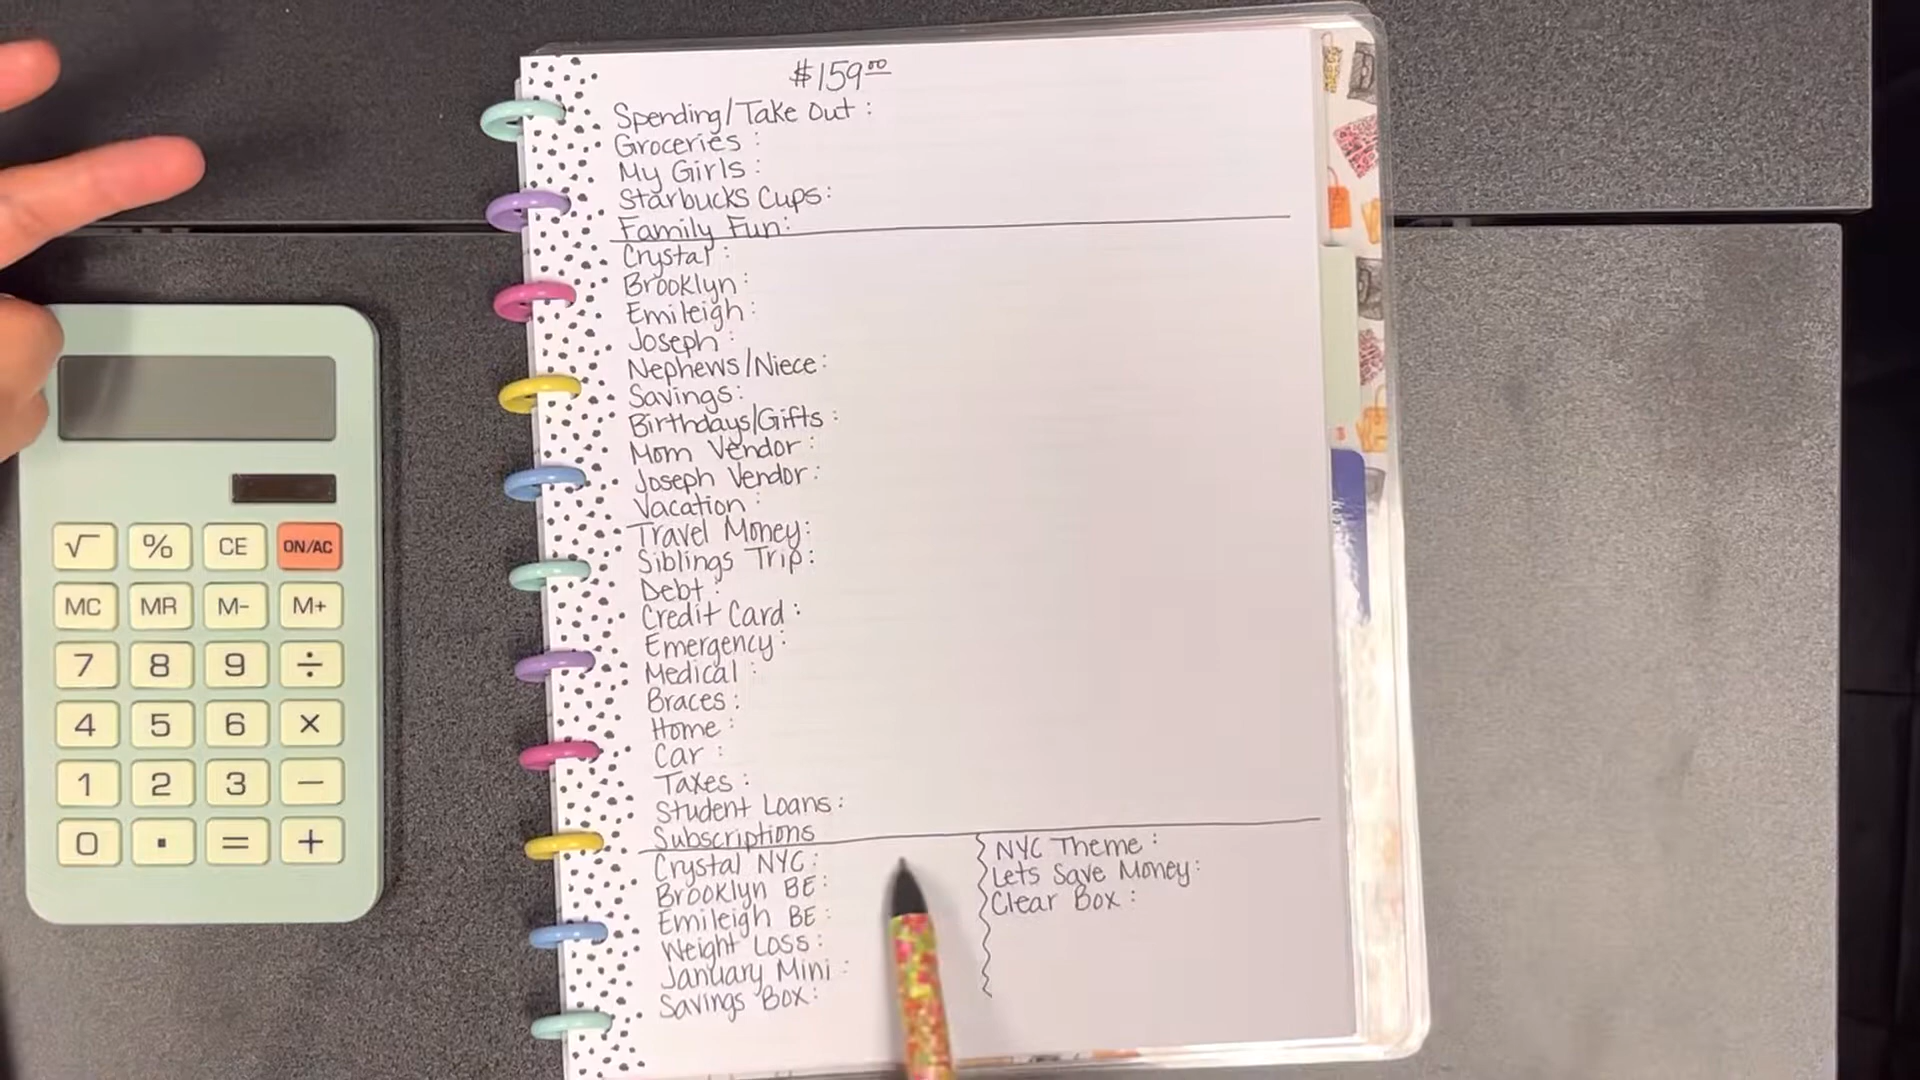 $159.00
Spending/Take Out:
Groceries:
My Girls:
Starbucks Cups:
Family Fun:
Crystal:
Brooklyn:
Emileigh:
Joseph:
Nephews/Niece:
Savings:
Birthdays/Gifts:
Mom Vendor:
Joseph Vendor:
Vacation:
Travel Money:
Siblings Trip:
Debt:
Credit Card:
Emergency:
Medical:
Braces:
Home:
Car:
Taxes:
Student Loans:
Subscriptions
Crystal NYC:
Brooklyn BE:
Emileigh BE:
Weight Loss:
January Mini:
Savings Box:
NYC Theme:
Lets Save Money:
Clear Box:
√ % CE ON/AC
MC MR M- M+
7 8 9 ÷
4 5 6 ×
1 2 3 −
0 . = +